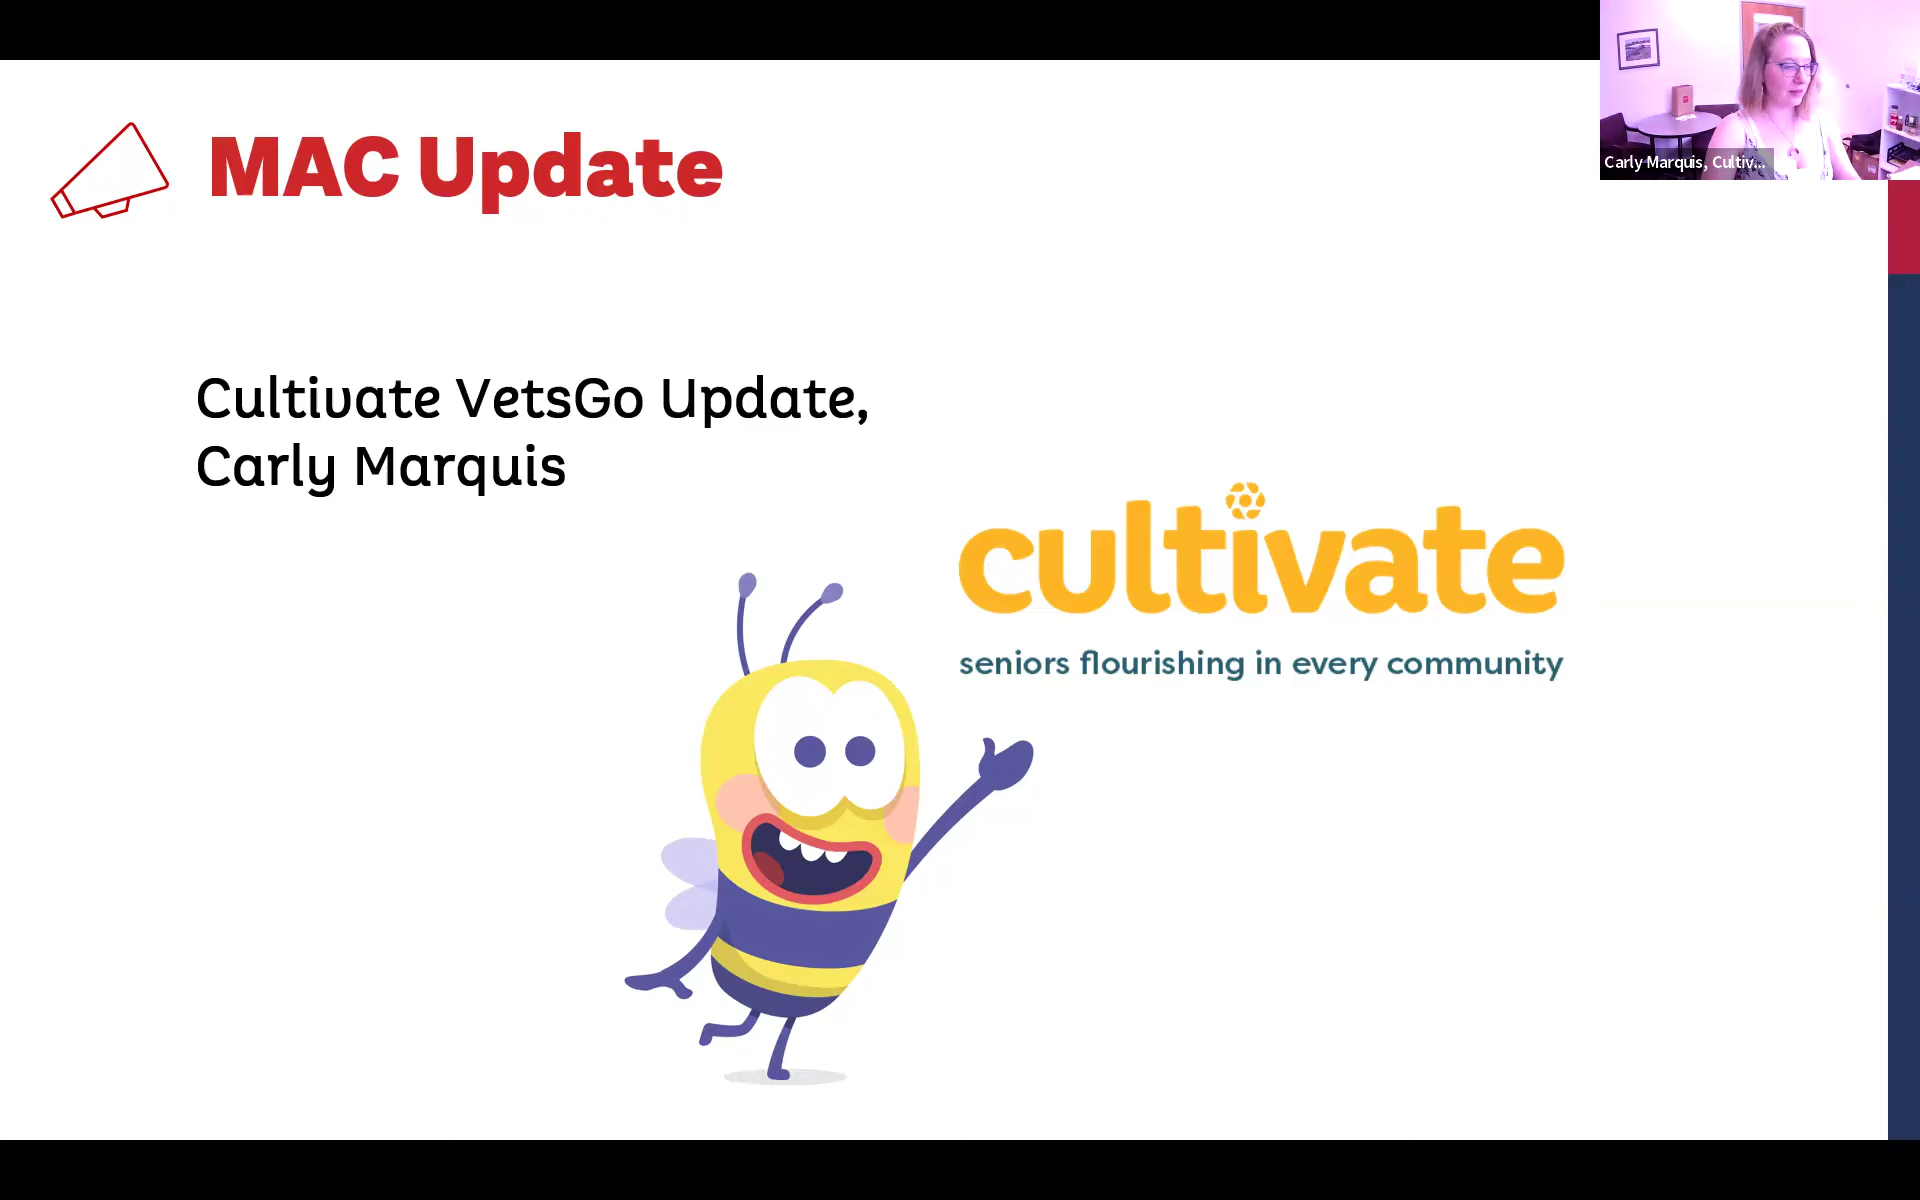 MAC Update
Carly Marquis, Cultiv...
Cultivate VetsGo Update,
Carly Marquis
cultivate
seniors flourishing in every community